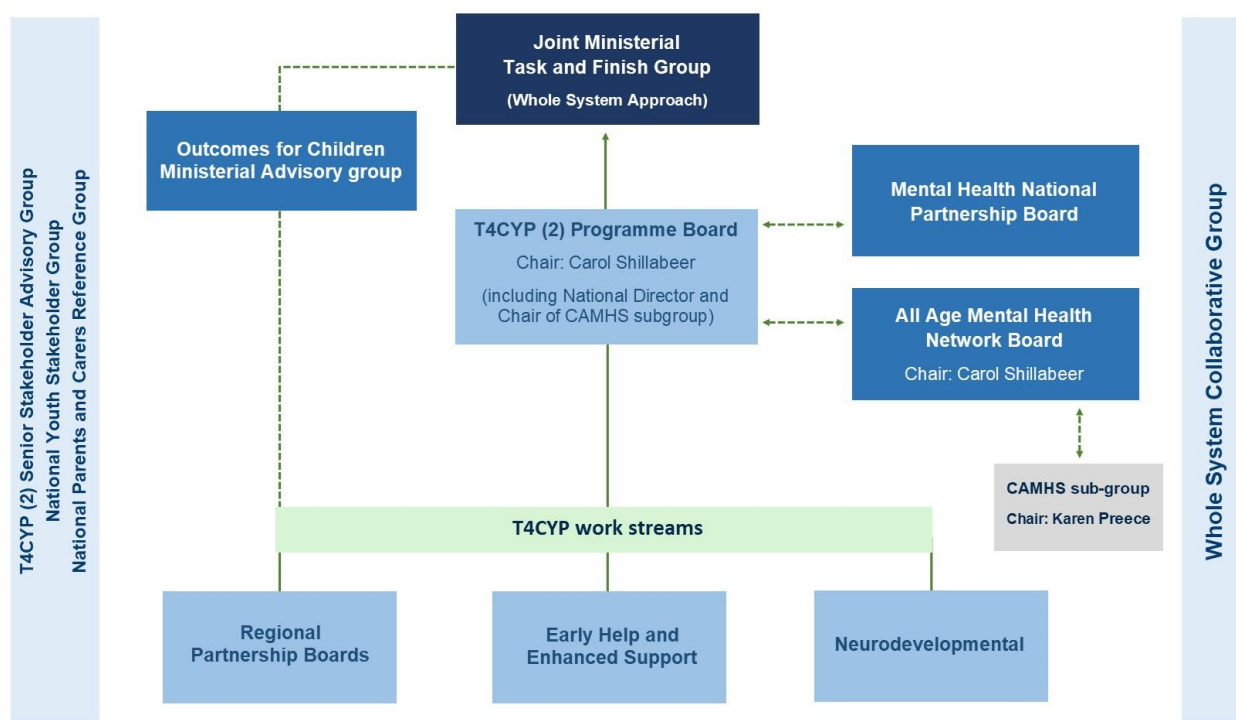 T4CYP (2) Senior Stakeholder Advisory Group
National Youth Stakeholder Group
National Parents and Carers Reference Group
Joint Ministerial
Task and Finish Group
(Whole System Approach)
Outcomes for Children
Ministerial Advisory group
T4CYP (2) Programme Board
Chair: Carol Shillabeer
(including National Director and
Chair of CAMHS subgroup)
Mental Health National
Partnership Board
All Age Mental Health
Network Board
Chair: Carol Shillabeer
CAMHS sub-group
Chair: Karen Preece
T4CYP work streams
Regional
Partnership Boards
Early Help and
Enhanced Support
Neurodevelopmental
Whole System Collaborative Group